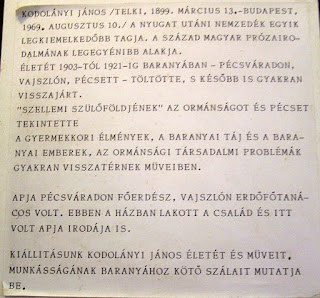 KODOLÁNYI JÁNOS /TELKI, 1899. MÁRCIUS 13.-BUDAPEST,
1969. AUGUSZTUS 10./ A NYUGAT UTÁNI NEMZEDÉK EGYIK
LEGKIEMELKEDŐBB TAGJA. A SZÁZAD MAGYAR PRÓZAIRO-
DALMÁNAK LEGEGYÉNIBB ALAKJA.
ÉLETÉT 1903-TÓL 1921-IG BARANYÁBAN - PÉCSVÁRADON,
VAJSZLÓN, PÉCSETT - TÖLTÖTTE, S KÉSŐBB IS GYAKRAN
VISSZAJÁRT.
"SZELLEMI SZÜLŐFÖLDJÉNEK" AZ ORMÁNSÁGOT ÉS PÉCSET
TEKINTETTE
A GYERMEKKORI ÉLMÉNYEK, A BARANYAI TÁJ ÉS A BARA-
NYAI EMBEREK, AZ ORMÁNSÁGI TÁRSADALMI PROBLÉMÁK
GYAKRAN VISSZATÉRNEK MÜVEIBEN.
APJA PÉCSVÁRADON FŐERDÉSZ, VAJSZLÓN ERDŐFŐTANÁ-
CSOS VOLT. EBBEN A HÁZBAN LAKOTT A CSALÁD ÉS ITT
VOLT APJA IRODÁJA IS.
KIÁLLITÁSUNK KODOLÁNYI JÁNOS ÉLETÉT ÉS MÜVEIT,
MUNKÁSSÁGÁNAK BARANYÁHOZ KÖTŐ SZÁLAIT MUTATJA
BE.